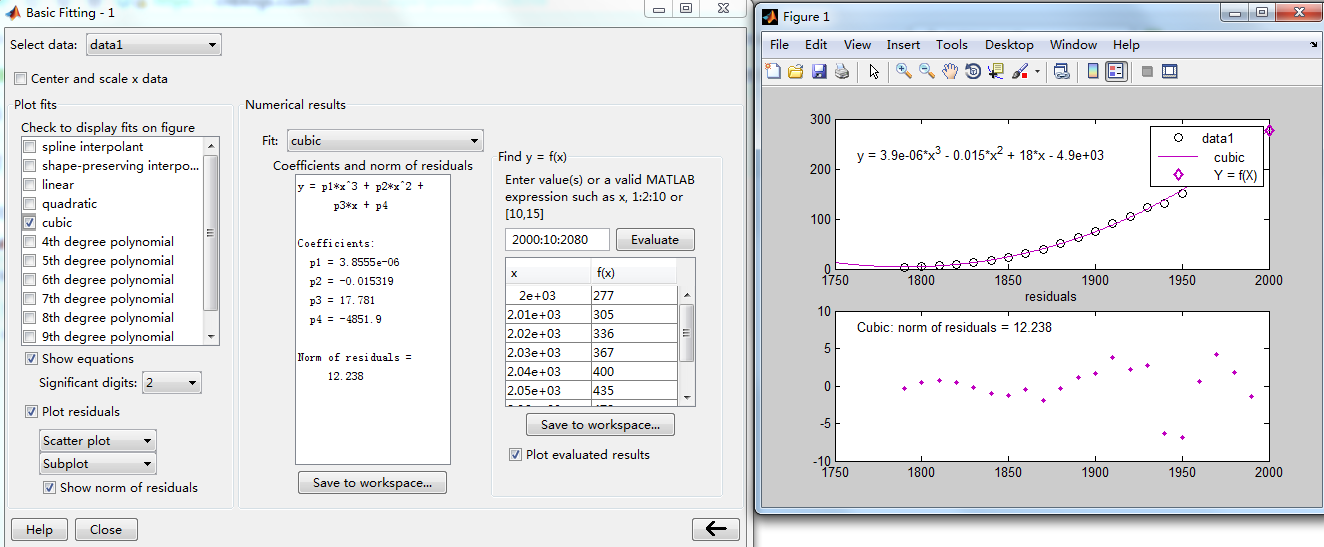 Basic Fitting - 1
Select data: data1
Center and scale x data
Plot fits
Check to display fits on figure
spline interpolant
shape-preserving interpo...
linear
quadratic
cubic
4th degree polynomial
5th degree polynomial
6th degree polynomial
7th degree polynomial
8th degree polynomial
9th degree polynomial
Show equations
Significant digits: 2
Plot residuals
Scatter plot
Subplot
Show norm of residuals
Numerical results
Fit: cubic
Coefficients and norm of residuals
y = p1*x^3 + p2*x^2 +
p3*x + p4
Coefficients:
p1 = 3.8555e-06
p2 = -0.015319
p3 = 17.781
p4 = -4851.9
Norm of residuals =
12.238
Save to workspace...
Find y = f(x)
Enter value(s) or a valid MATLAB
expression such as x, 1:2:10 or
[10,15]
2000:10:2080 Evaluate
x f(x)
2e+03 277
2.01e+03 305
2.02e+03 336
2.03e+03 367
2.04e+03 400
2.05e+03 435
Save to workspace...
Plot evaluated results
Help Close
Figure 1
File Edit View Insert Tools Desktop Window Help
300
200
100
0
y = 3.9e-06*x³ - 0.015*x² + 18*x - 4.9e+03
data1
cubic
Y = f(X)
1750 1800 1850 1900 1950 2000
residuals
10
5
0
-5
-10
Cubic: norm of residuals = 12.238
1750 1800 1850 1900 1950 2000